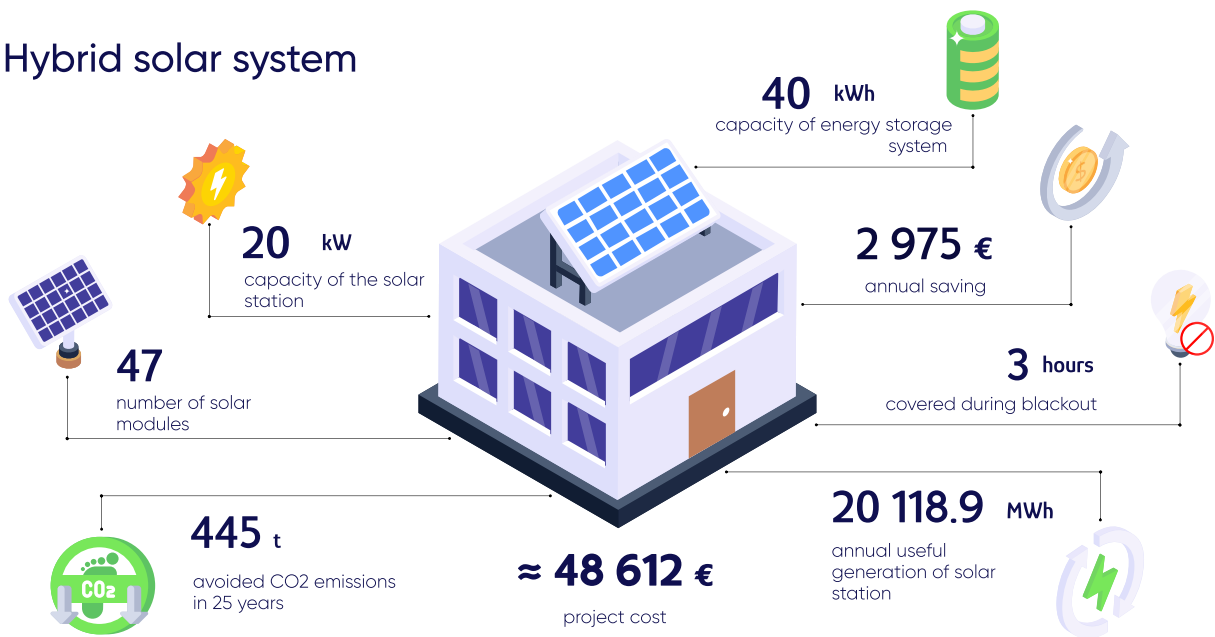 Hybrid solar system
40 kWh
capacity of energy storage
system
20 kW
capacity of the solar
station
2 975 €
annual saving
47
number of solar
modules
3 hours
covered during blackout
445 t
avoided CO2 emissions
in 25 years
CO2
≈ 48 612 €
project cost
20 118.9 MWh
annual useful
generation of solar
station
$